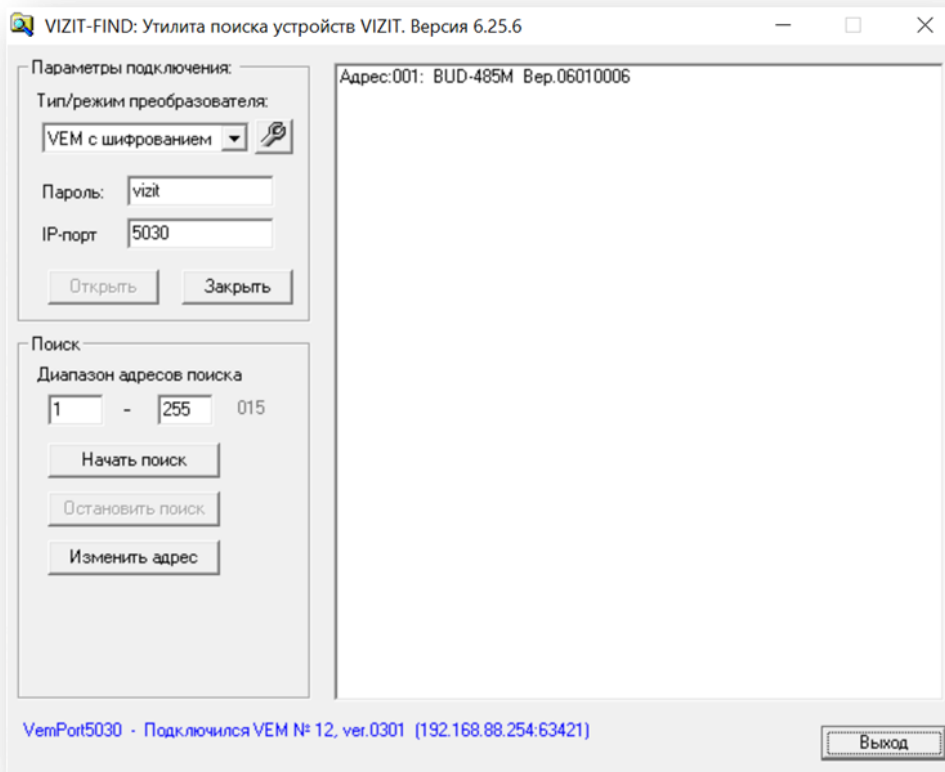 VIZIT-FIND: Утилита поиска устройств VIZIT. Версия 6.25.6
Параметры подключения:
Тип/режим преобразователя:
VEM с шифрованием
Пароль: vizit
IP-порт 5030
Открыть Закрыть
Поиск
Диапазон адресов поиска
1 - 255 015
Начать поиск
Остановить поиск
Изменить адрес
Адрес:001: BUD-485M Вер.06010006
VemPort5030 - Подключился VEM № 12, ver.0301 (192.168.88.254:63421)
Выход